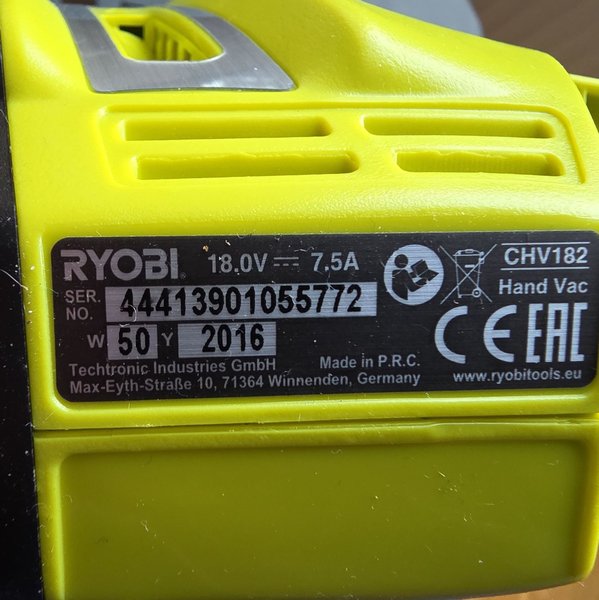 RYOBI 18.0V ⎓ 7.5A
SER. NO. 44413901055772
W 50 Y 2016
Techtronic Industries GmbH Made in P.R.C.
Max-Eyth-Straße 10, 71364 Winnenden, Germany
CHV182
Hand Vac
CE EAC
www.ryobitools.eu